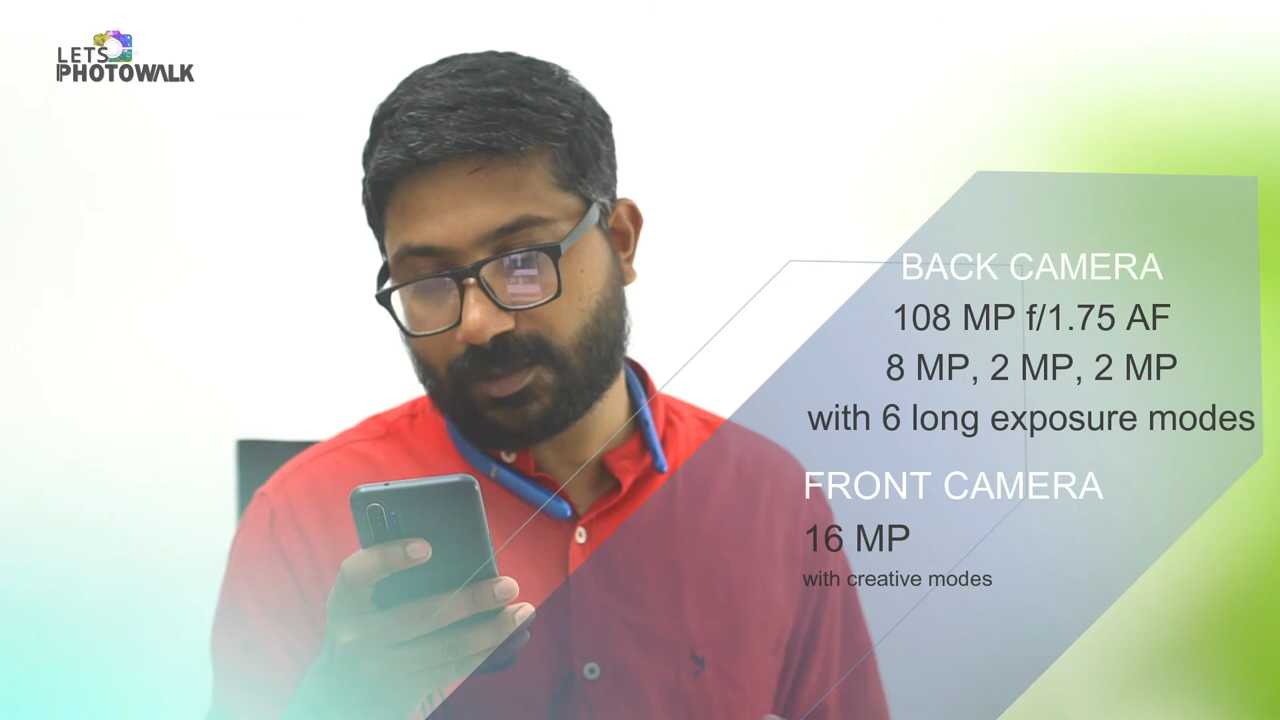 LETS
PHOTOWALK
BACK CAMERA
108 MP f/1.75 AF
8 MP, 2 MP, 2 MP
with 6 long exposure modes
FRONT CAMERA
16 MP
with creative modes